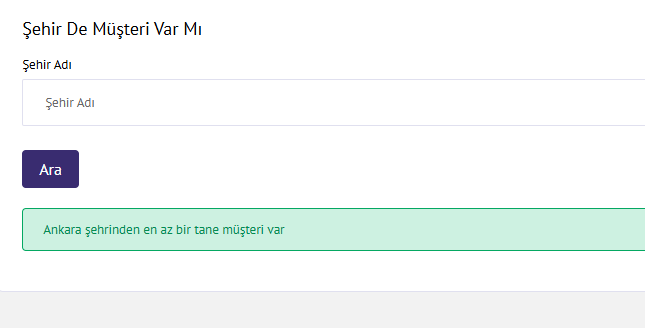 Şehir De Müşteri Var Mı
Şehir Adı
Şehir Adı
Ara
Ankara şehrinden en az bir tane müşteri var